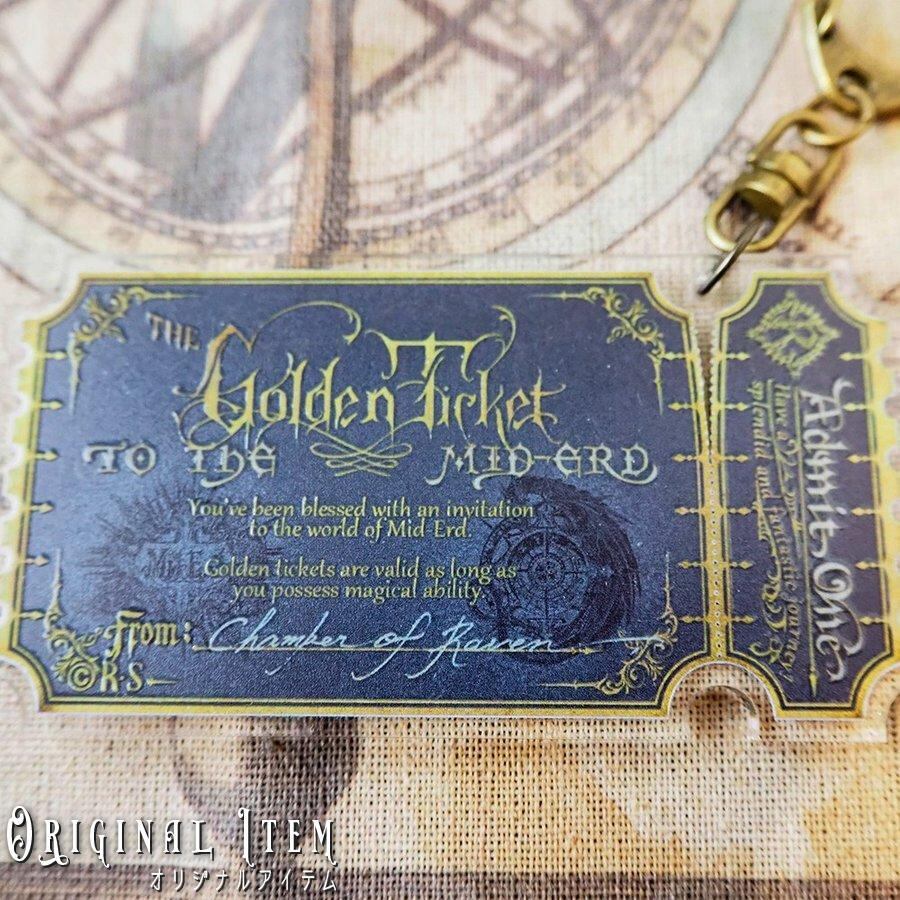 THE
Golden Ticket
TO THE MID-ERD
You've been blessed with an invitation
to the world of Mid-Erd.
Golden tickets are valid as long as
you possess magical ability.
From: Chamber of Raven
©R·S
Admit One
Have a
splendid and fantastic journey!
Original Item
オリジナルアイテム